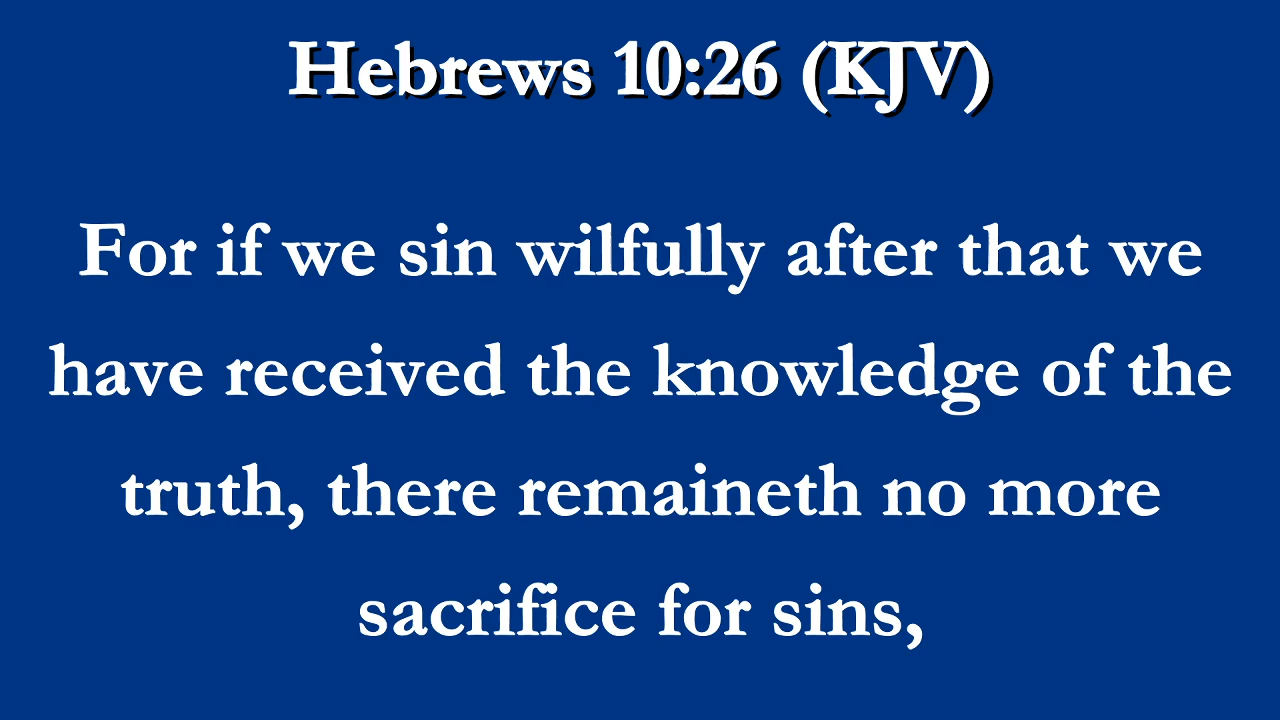 Hebrews 10:26 (KJV)
For if we sin wilfully after that we
have received the knowledge of the
truth, there remaineth no more
sacrifice for sins,